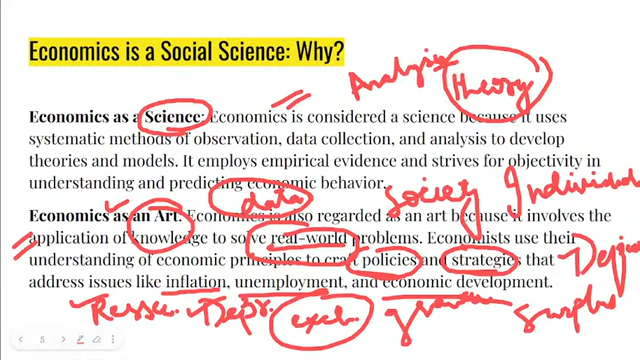 Economics is a Social Science: Why?
Analysis theory
Economics as a Science: Economics is considered a science because it uses
systematic methods of observation, data collection, and analysis to develop
theories and models. It employs empirical evidence and strives for objectivity in
understanding and predicting economic behavior.
data Society Individual
Economics as an Art: Economics is also regarded as an art because it involves the
application of knowledge to solve real-world problems. Economists use their
understanding of economic principles to craft policies and strategies that
address issues like inflation, unemployment, and economic development.
Depr. surplus
5